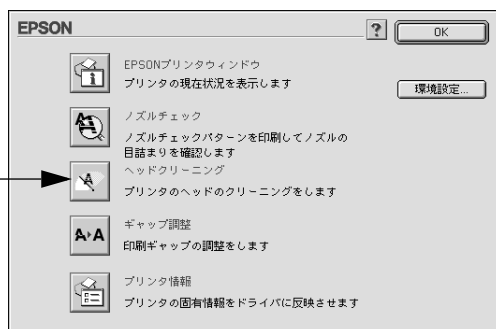 EPSON
?
OK
EPSONプリンタウィンドウ
プリンタの現在状況を表示します
環境設定...
ノズルチェック
ノズルチェックパターンを印刷してノズルの
目詰まりを確認します
ヘッドクリーニング
プリンタのヘッドのクリーニングをします
A▸A
ギャップ調整
印刷ギャップの調整をします
プリンタ情報
プリンタの固有情報をドライバに反映させます